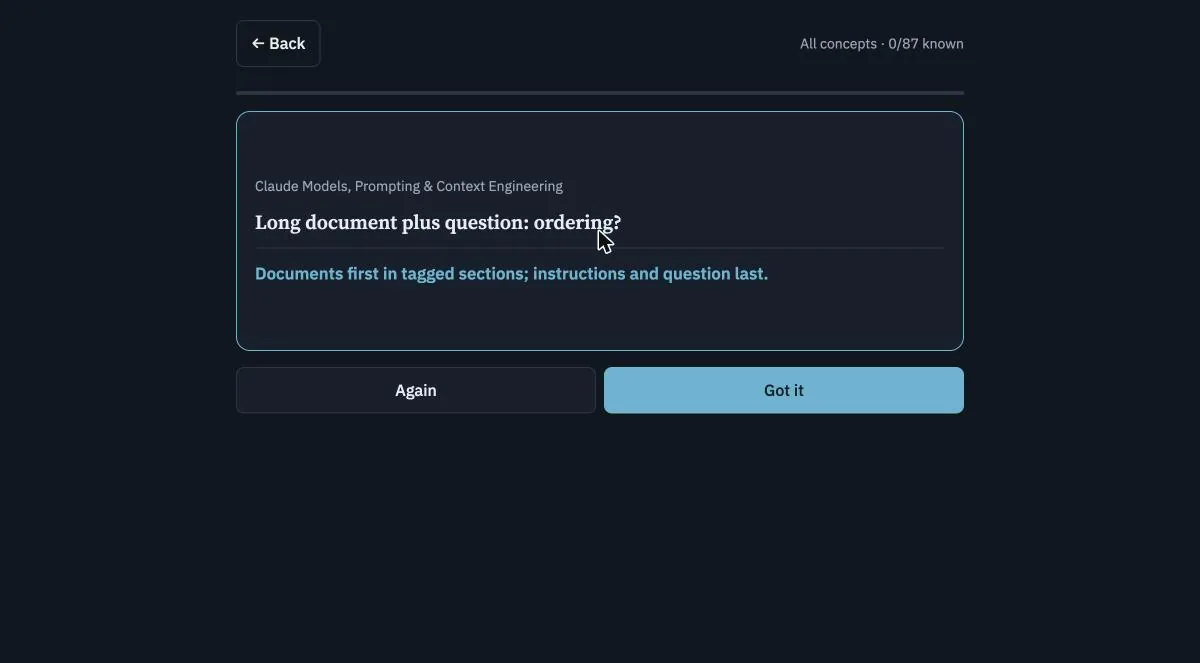 ← Back
All concepts · 0/87 known
Claude Models, Prompting & Context Engineering
Long document plus question: ordering?
Documents first in tagged sections; instructions and question last.
Again
Got it